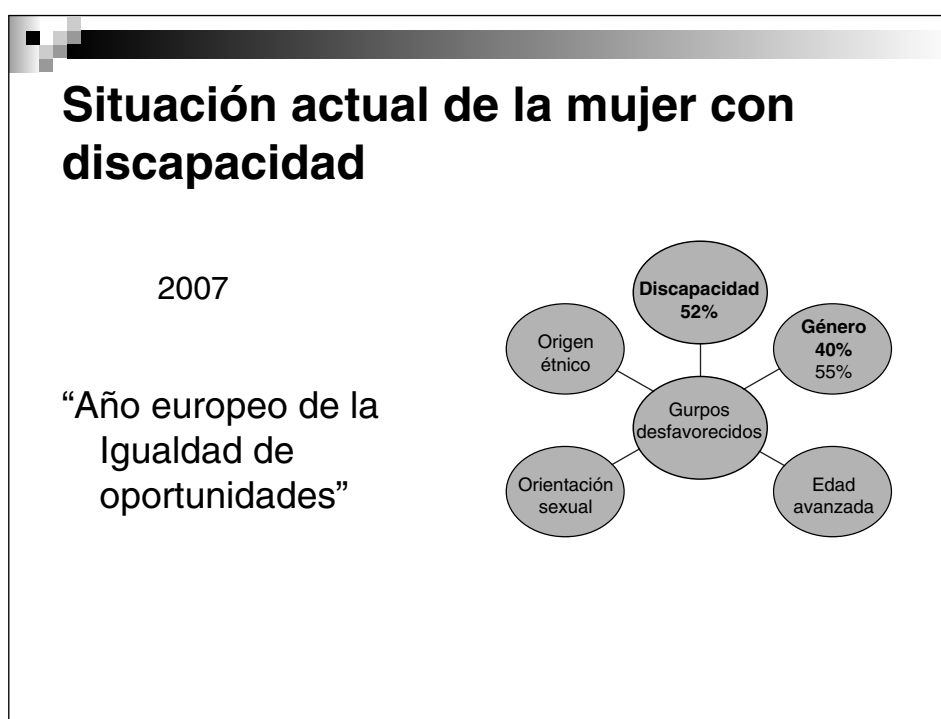 Situación actual de la mujer con
discapacidad
2007
“Año europeo de la
Igualdad de
oportunidades”
Discapacidad
52%
Género
40%
55%
Origen
étnico
Gurpos
desfavorecidos
Orientación
sexual
Edad
avanzada